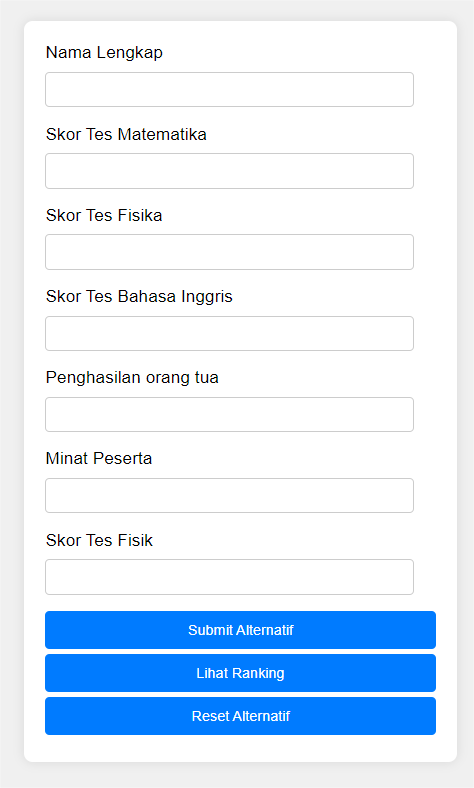 Nama Lengkap
Skor Tes Matematika
Skor Tes Fisika
Skor Tes Bahasa Inggris
Penghasilan orang tua
Minat Peserta
Skor Tes Fisik
Submit Alternatif
Lihat Ranking
Reset Alternatif